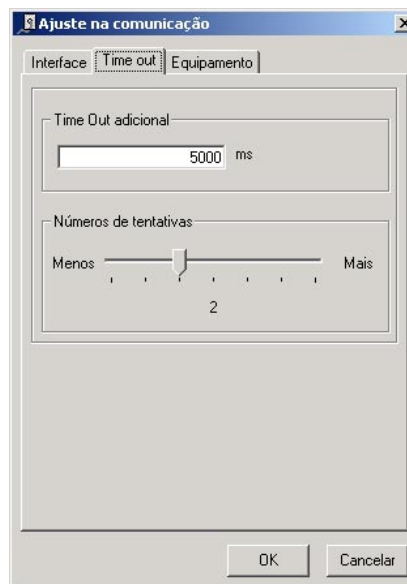 Ajuste na comunicação
Interface Time out Equipamento
Time Out adicional
5000 ms
Números de tentativas
Menos Mais
2
OK Cancelar